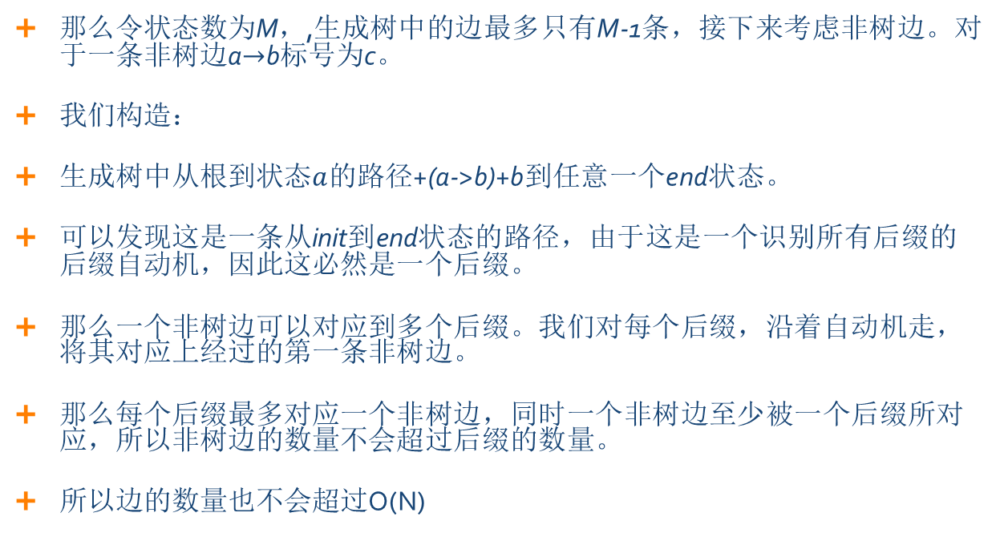 + 那么令状态数为M，,生成树中的边最多只有M-1条，接下来考虑非树边。对
于一条非树边a→b标号为c。
+ 我们构造：
+ 生成树中从根到状态a的路径+(a->b)+b到任意一个end状态。
+ 可以发现这是一条从init到end状态的路径，由于这是一个识别所有后缀的
后缀自动机，因此这必然是一个后缀。
+ 那么一个非树边可以对应到多个后缀。我们对每个后缀，沿着自动机走，
将其对应上经过的第一条非树边。
+ 那么每个后缀最多对应一个非树边，同时一个非树边至少被一个后缀所对
应，所以非树边的数量不会超过后缀的数量。
+ 所以边的数量也不会超过O(N)